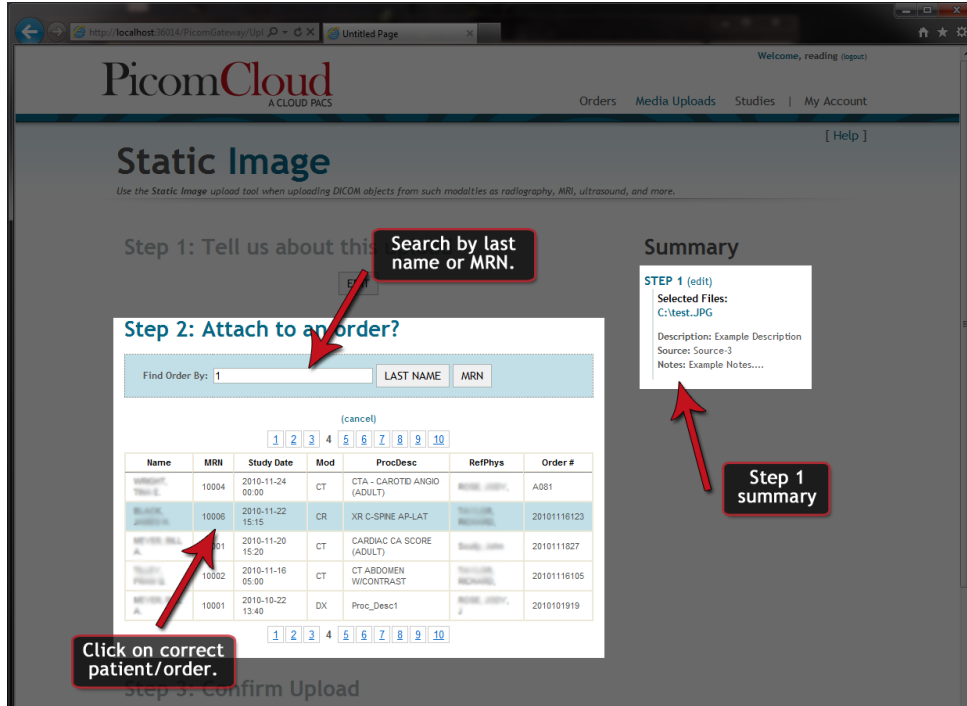 http://localhost:36014/PicomGateway/Upl
Untitled Page
Welcome, reading (logout)
PicomCloud
A CLOUD PACS
Orders Media Uploads Studies | My Account
[ Help ]
Static Image
Use the Static Image upload tool when uploading DICOM objects from such modalties as radiography, MRI, ultrasound, and more.
Step 1: Tell us about this
Search by last
name or MRN.
Summary
STEP 1 (edit)
Selected Files:
C:\test.JPG
Description: Example Description
Source: Source-3
Notes: Example Notes....
Step 1
summary
Step 2: Attach to an order?
Find Order By: 1 LAST NAME MRN
(cancel)
1 2 3 4 5 6 7 8 9 10
Name MRN Study Date Mod ProcDesc RefPhys Order #
10004 2010-11-24 00:00 CT CTA - CAROTID ANGIO (ADULT) A081
10006 2010-11-22 15:15 CR XR C-SPINE AP-LAT 20101116123
2010-11-20 15:20 CT CARDIAC CA SCORE (ADULT) 2010111827
10002 2010-11-16 05:00 CT CT ABDOMEN W/CONTRAST 20101116105
10001 2010-10-22 13:40 DX Proc_Desc1 2010101919
1 2 3 4 5 6 7 8 9 10
Click on correct
patient/order.
Step 3: Confirm Upload